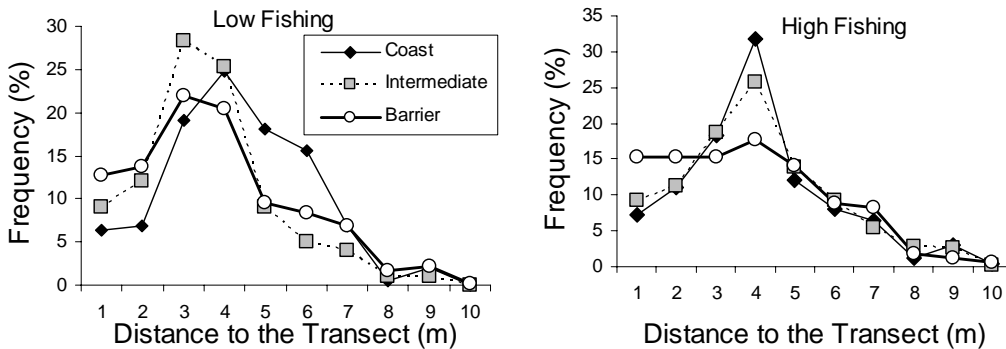 Low Fishing
Frequency (%)
30
25
20
15
10
5
0
Coast
Intermediate
Barrier
1 2 3 4 5 6 7 8 9 10
Distance to the Transect (m)
High Fishing
Frequency (%)
35
30
25
20
15
10
5
0
1 2 3 4 5 6 7 8 9 10
Distance to the Transect (m)